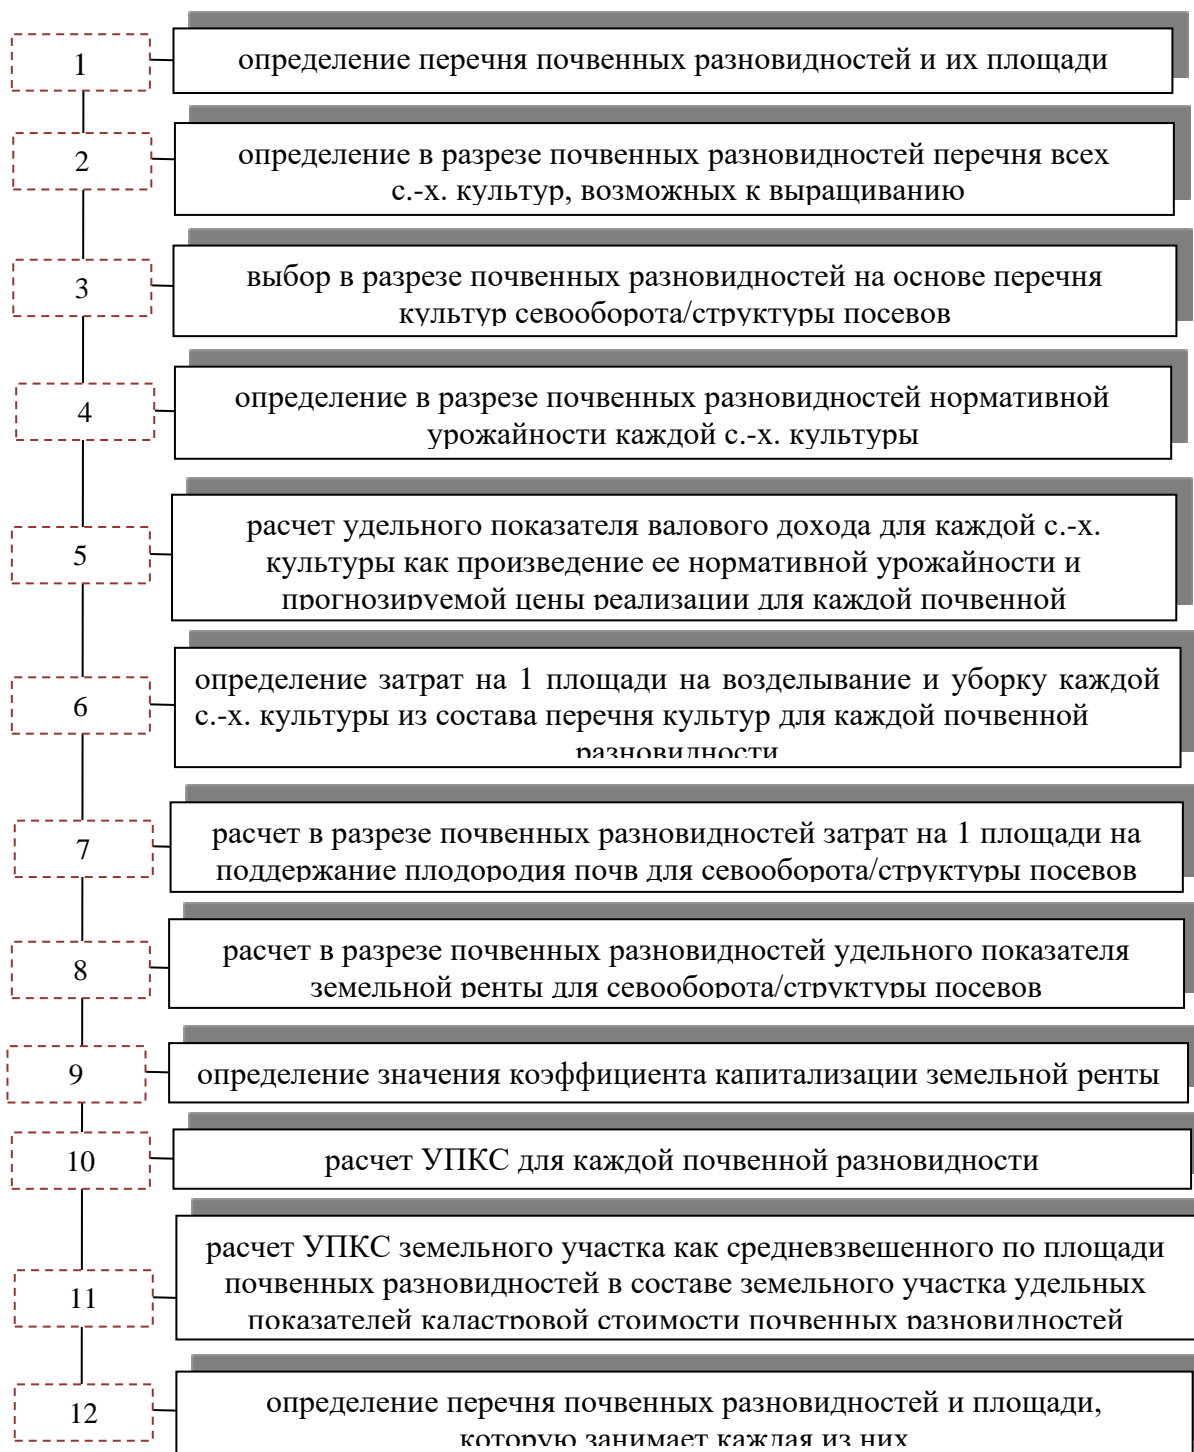 1
определение перечня почвенных разновидностей и их площади
2
определение в разрезе почвенных разновидностей перечня всех
с.-х. культур, возможных к выращиванию
3
выбор в разрезе почвенных разновидностей на основе перечня
культур севооборота/структуры посевов
4
определение в разрезе почвенных разновидностей нормативной
урожайности каждой с.-х. культуры
5
расчет удельного показателя валового дохода для каждой с.-х.
культуры как произведение ее нормативной урожайности и
прогнозируемой цены реализации для каждой почвенной
6
определение затрат на 1 площади на возделывание и уборку каждой
с.-х. культуры из состава перечня культур для каждой почвенной
разновидности
7
расчет в разрезе почвенных разновидностей затрат на 1 площади на
поддержание плодородия почв для севооборота/структуры посевов
8
расчет в разрезе почвенных разновидностей удельного показателя
земельной ренты для севооборота/структуры посевов
9
определение значения коэффициента капитализации земельной ренты
10
расчет УПКС для каждой почвенной разновидности
11
расчет УПКС земельного участка как средневзвешенного по площади
почвенных разновидностей в составе земельного участка удельных
показателей кадастровой стоимости почвенных разновидностей
12
определение перечня почвенных разновидностей и площади,
которую занимает каждая из них